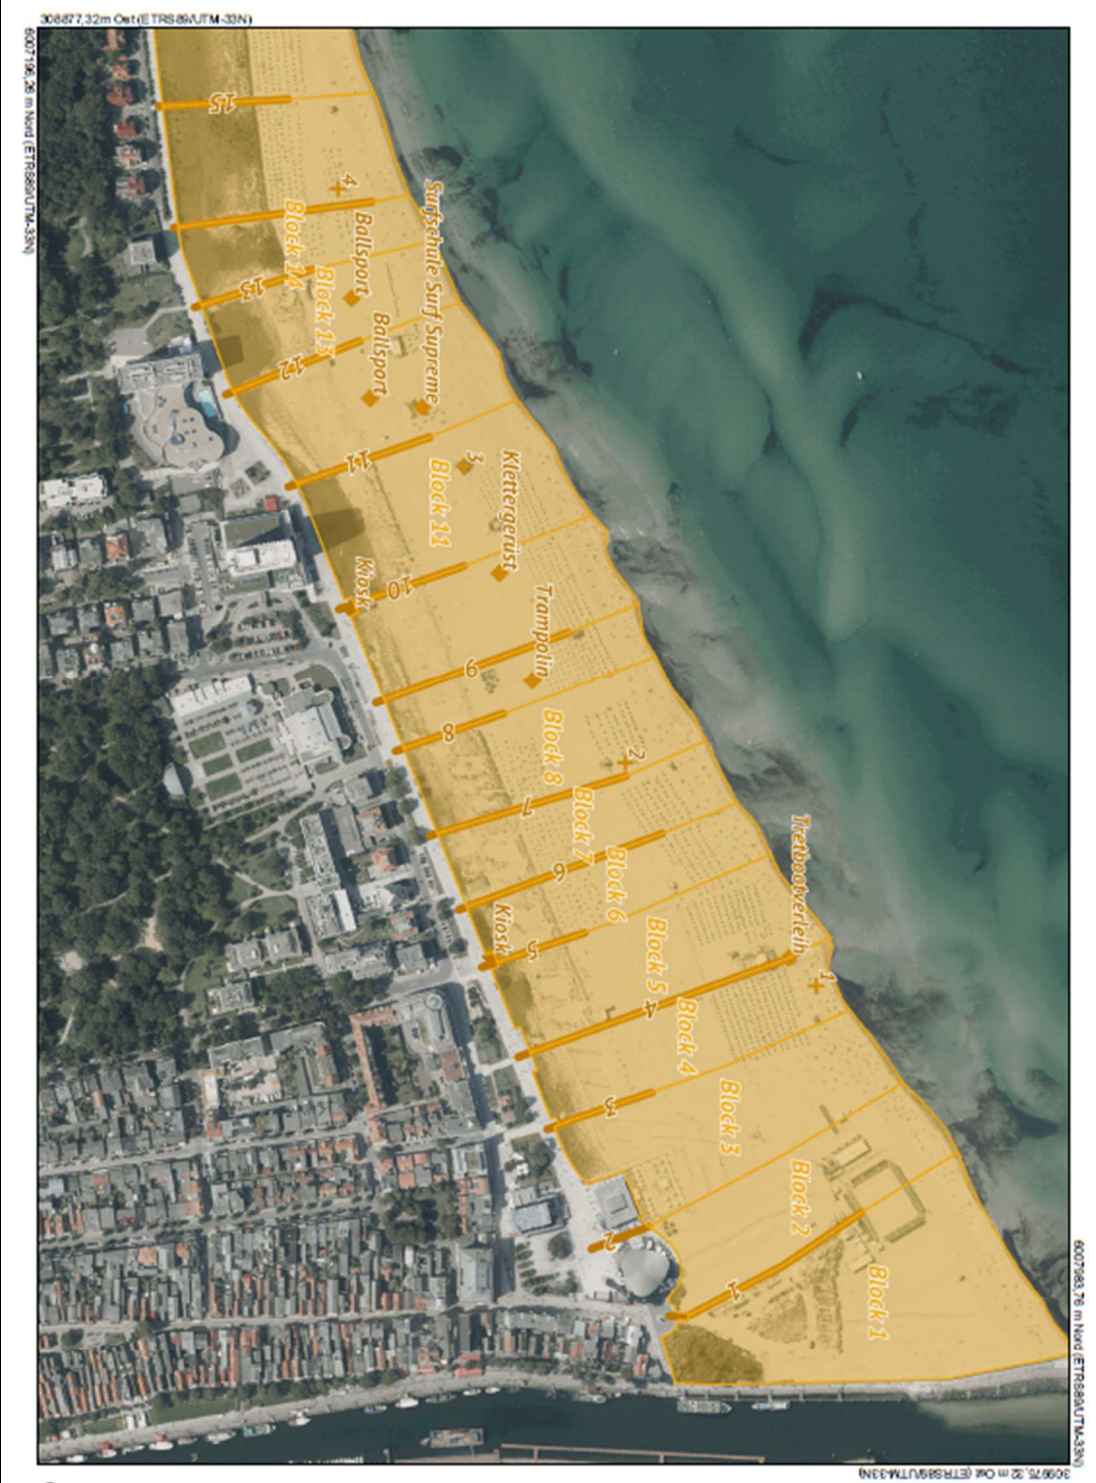 308877,32m Ost (ETRS89/UTM-33N)
6007196,26 m Nord (ETRS89/UTM-33N)
15
4
Block 14
Ballsport
Surfschule Surf Supreme
13
Block 13
Ballsport
12
11
3
Block 11
Klettergerüst
Kiosk
10
Trampolin
9
8
Block 8
2
7
Block 7
Tretbootverleih
6
Block 6
Kiosk
5
Block 5
1
4
Block 4
3
Block 3
Block 2
2
1
Block 1
6007983,76 m Nord (ETRS89/UTM-33N)
m Ost (ETRS89/UTM-33N)